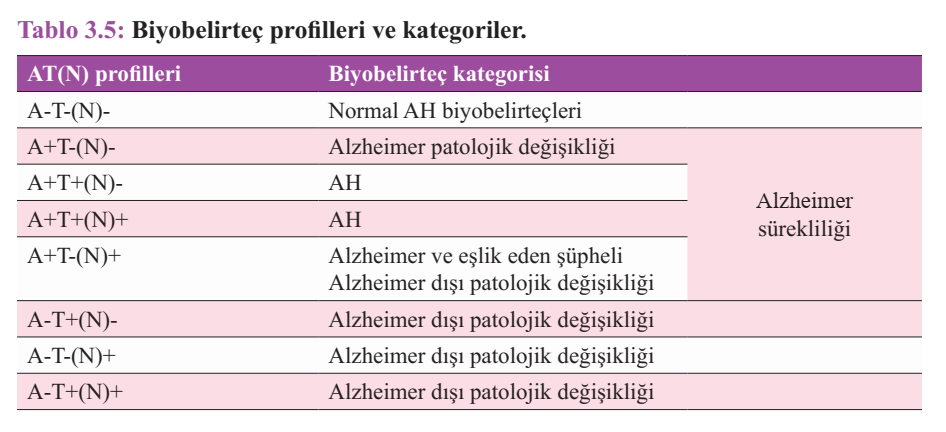 Tablo 3.5: Biyobelirteç profilleri ve kategoriler.
AT(N) profilleri Biyobelirteç kategorisi
A-T-(N)- Normal AH biyobelirteçleri
A+T-(N)- Alzheimer patolojik değişikliği
A+T+(N)- AH
Alzheimer
sürekliliği
A+T+(N)+ AH
A+T-(N)+ Alzheimer ve eşlik eden şüpheli
Alzheimer dışı patolojik değişikliği
A-T+(N)- Alzheimer dışı patolojik değişikliği
A-T-(N)+ Alzheimer dışı patolojik değişikliği
A-T+(N)+ Alzheimer dışı patolojik değişikliği